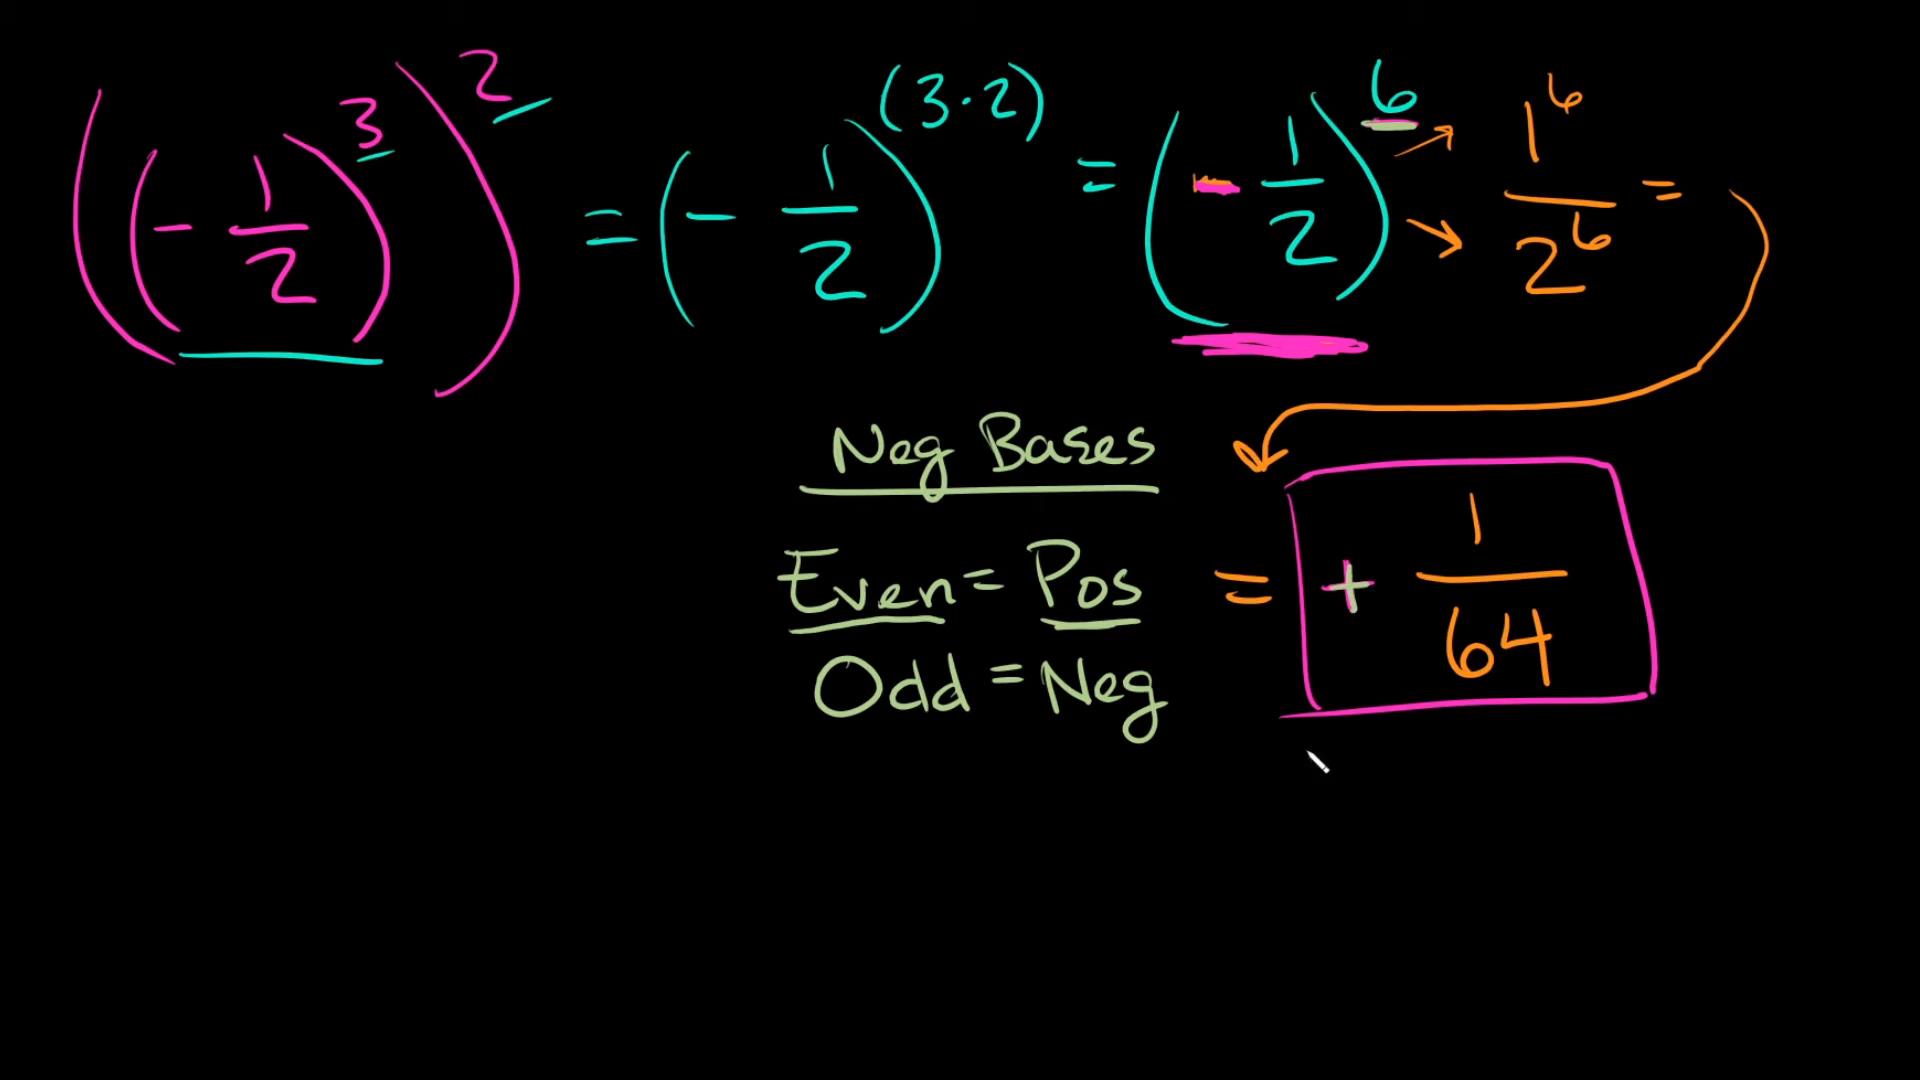 ((-1/2)^3)^2 = (-1/2)^(3·2) = (-1/2)^6 → 1^6/2^6 =
Neg Bases
Even = Pos
Odd = Neg
= + 1/64